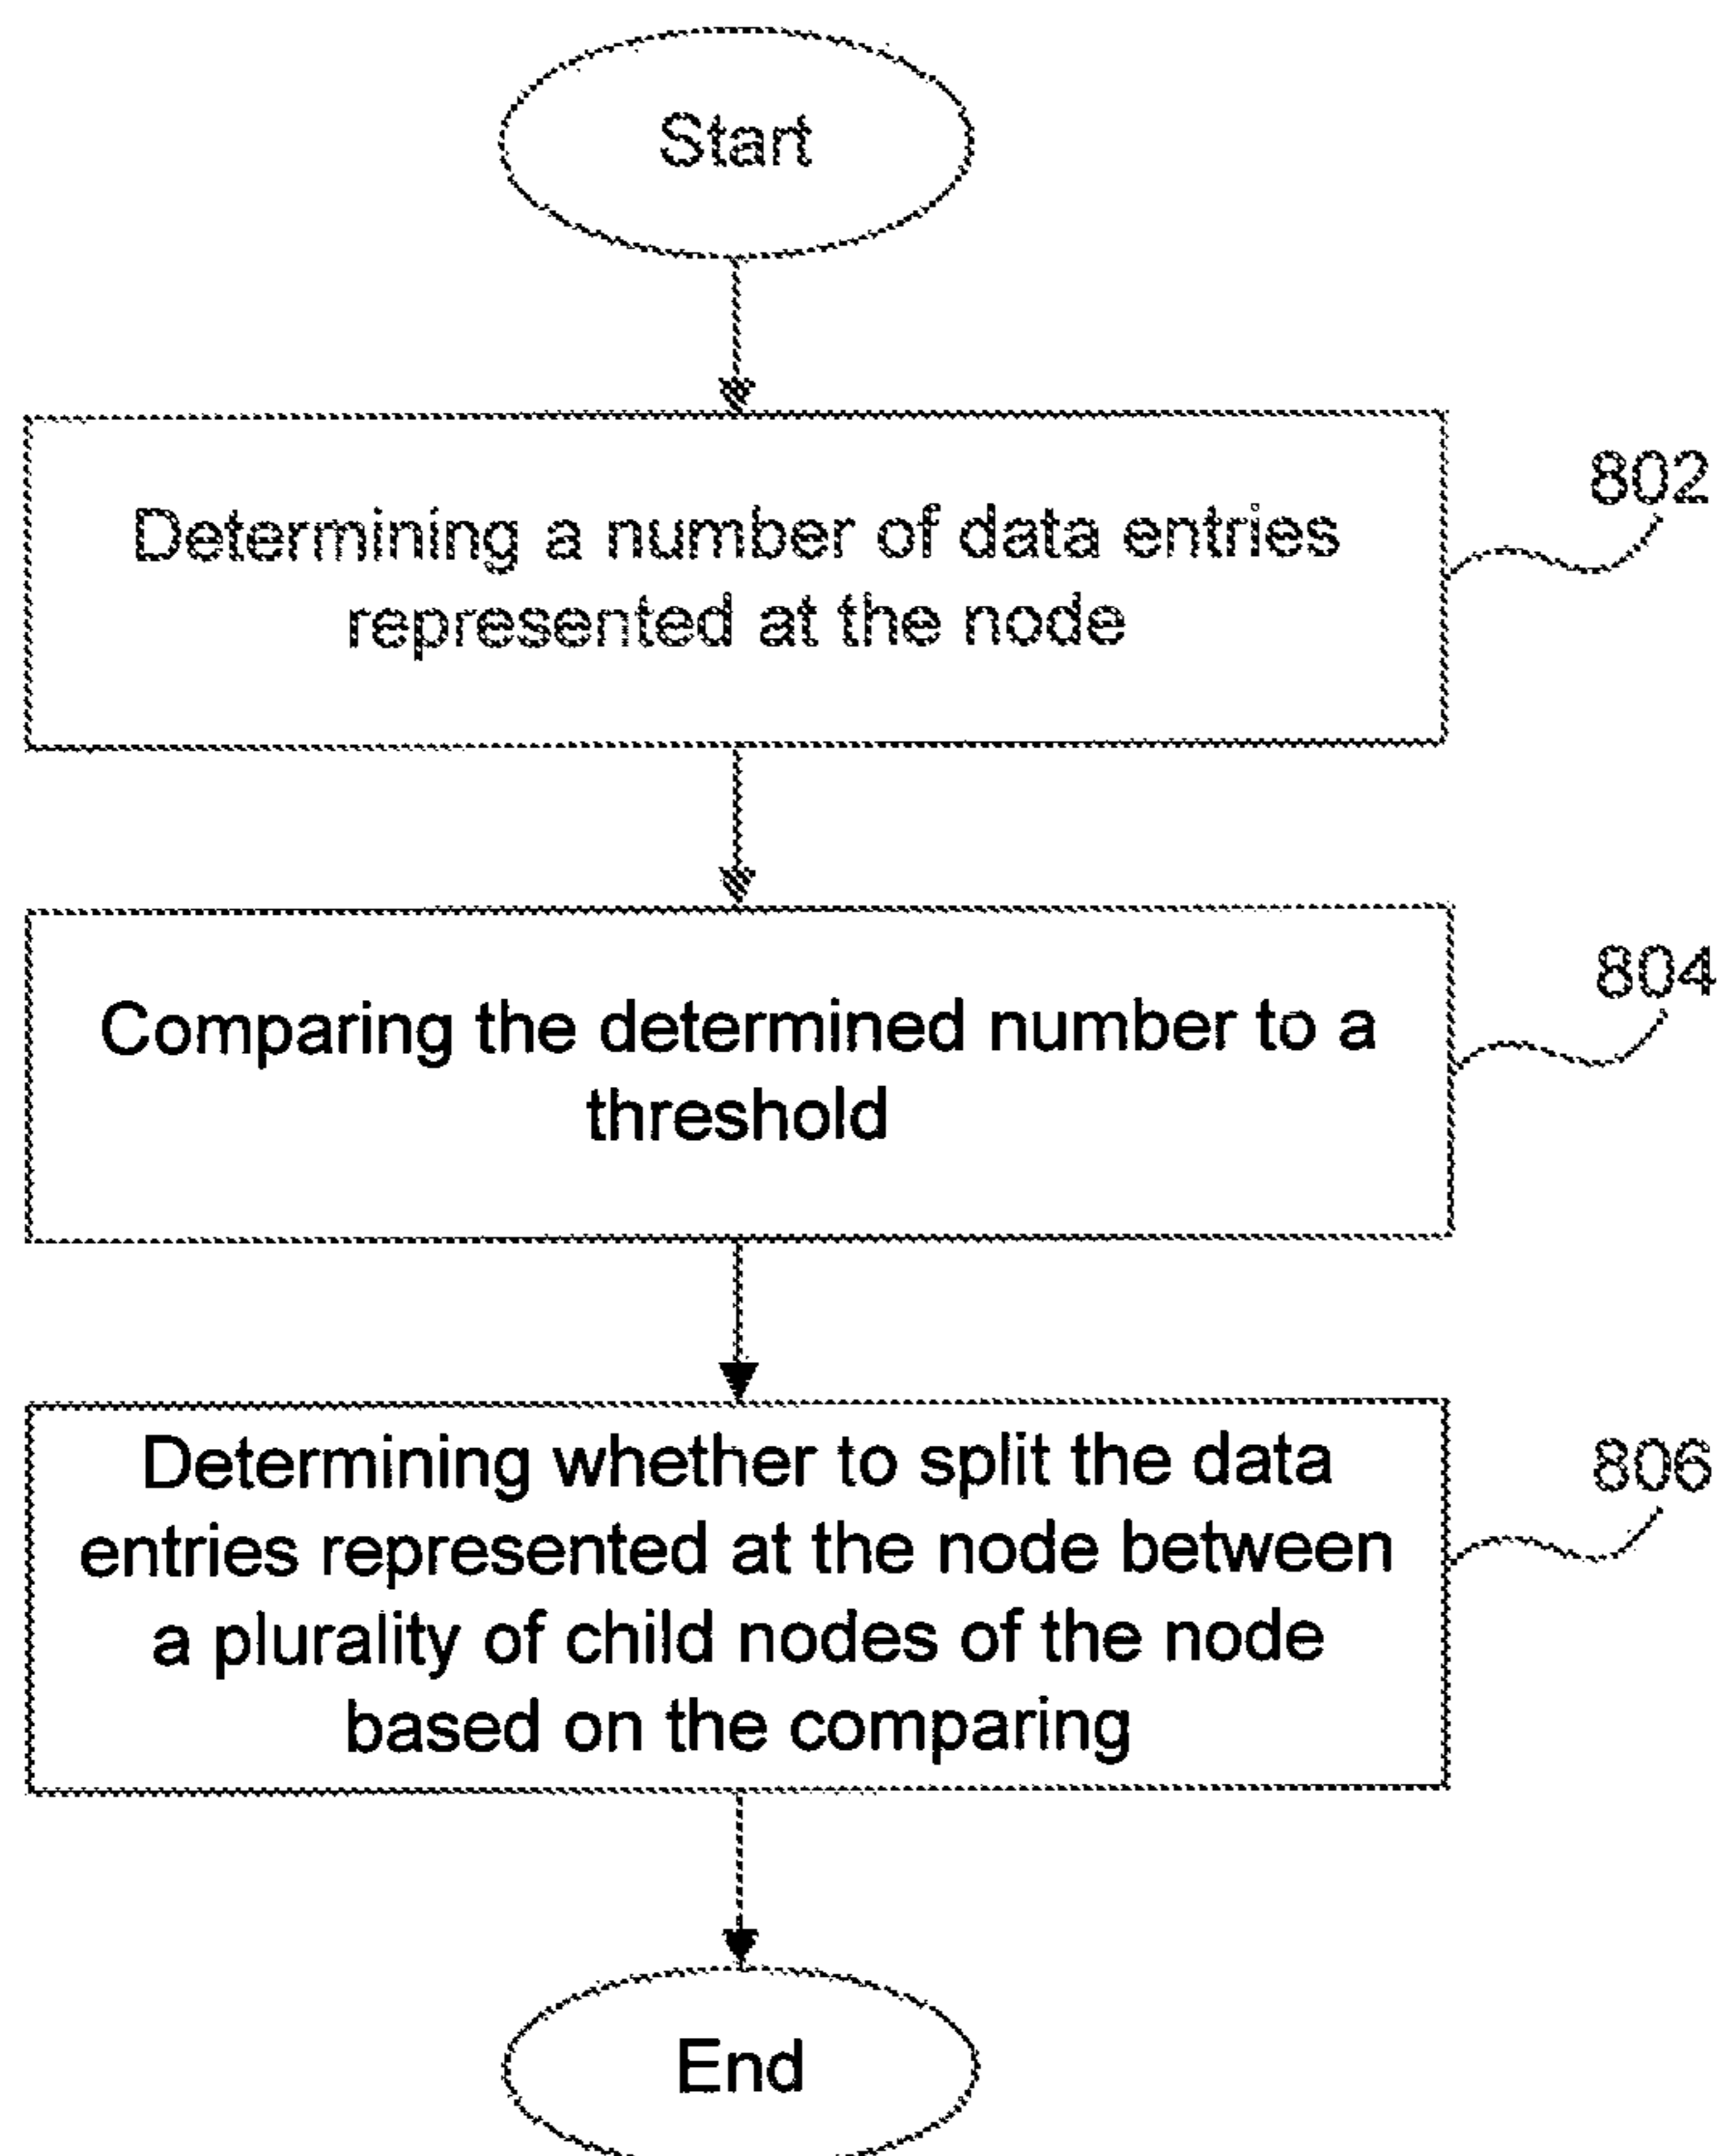 Start
802
Determining a number of data entries
represented at the node
804
Comparing the determined number to a
threshold
806
Determining whether to split the data
entries represented at the node between
a plurality of child nodes of the node
based on the comparing
End